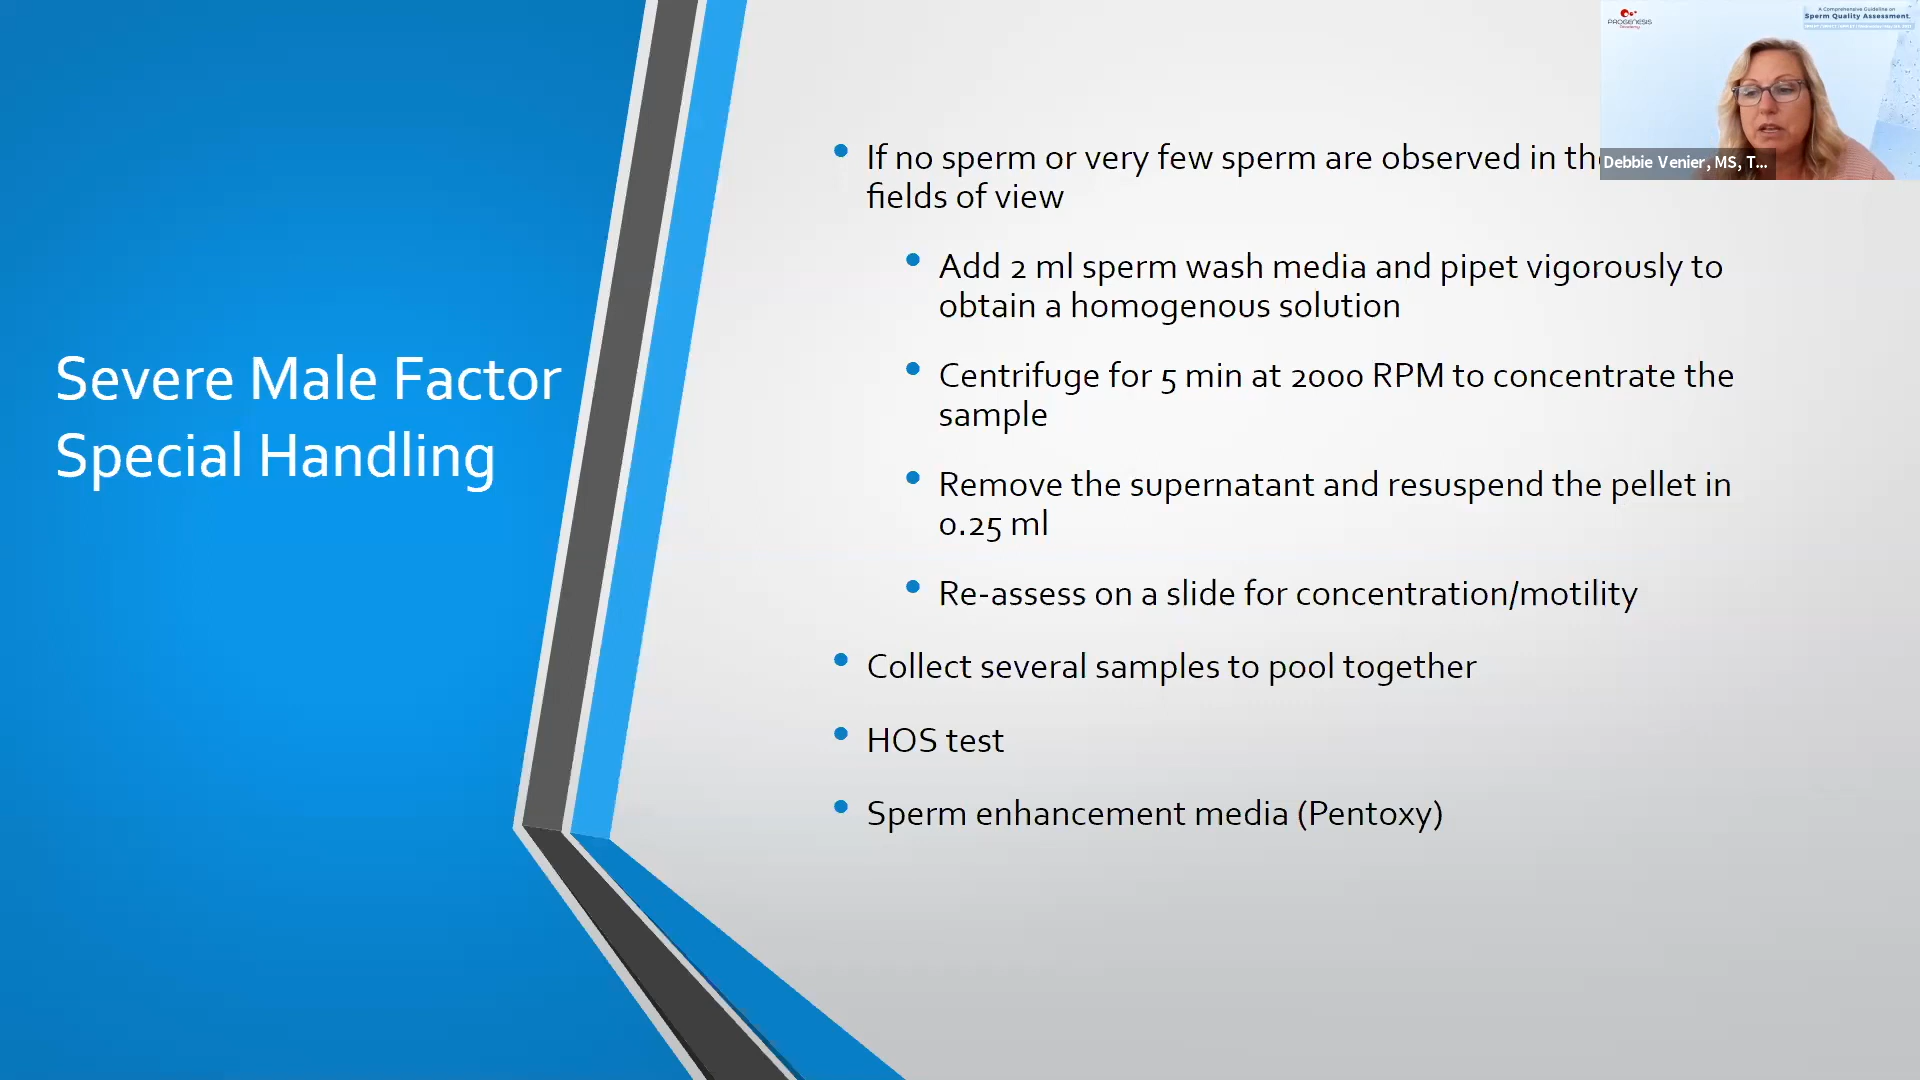 Severe Male Factor
Special Handling
If no sperm or very few sperm are observed in
fields of view
Add 2 ml sperm wash media and pipet vigorously to
obtain a homogenous solution
Centrifuge for 5 min at 2000 RPM to concentrate the
sample
Remove the supernatant and resuspend the pellet in
0.25 ml
Re-assess on a slide for concentration/motility
Collect several samples to pool together
HOS test
Sperm enhancement media (Pentoxy)
PROGENESIS
A Comprehensive Guideline on
Sperm Quality Assessment.
Debbie Venier, MS, T...